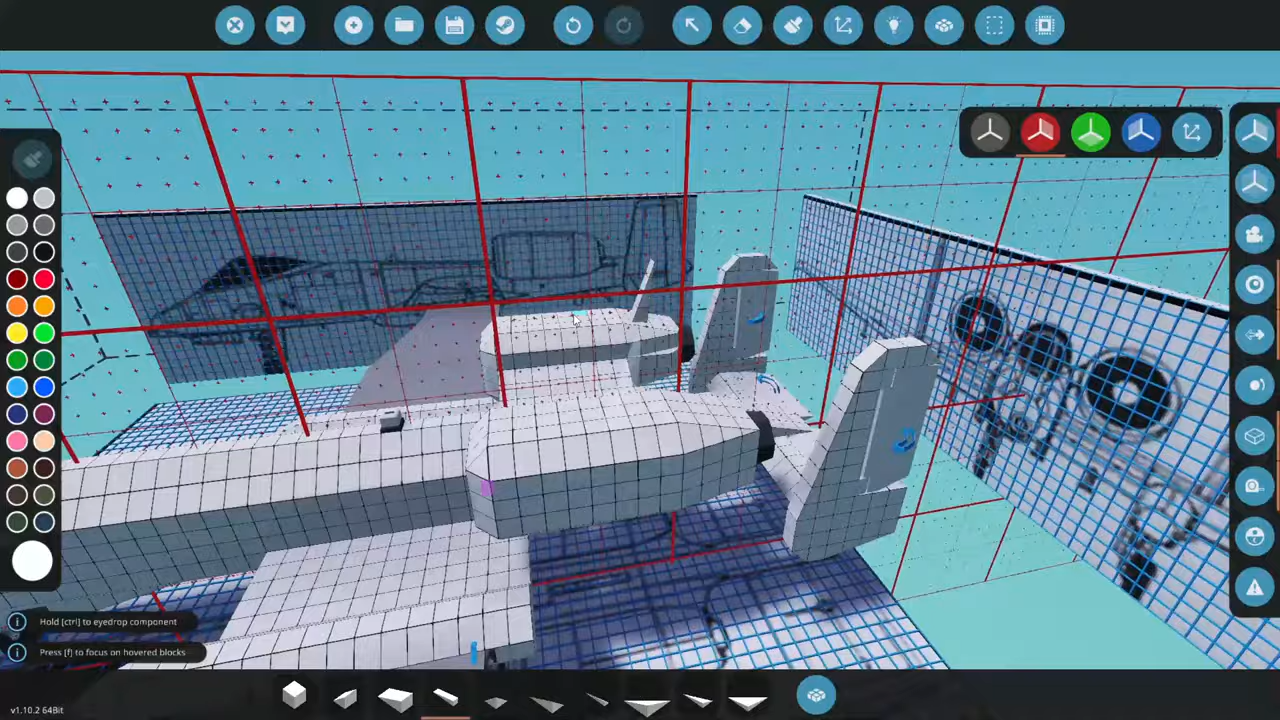 Hold [ctrl] to eyedrop component
Press [f] to focus on hovered blocks
v1.10.2 64Bit